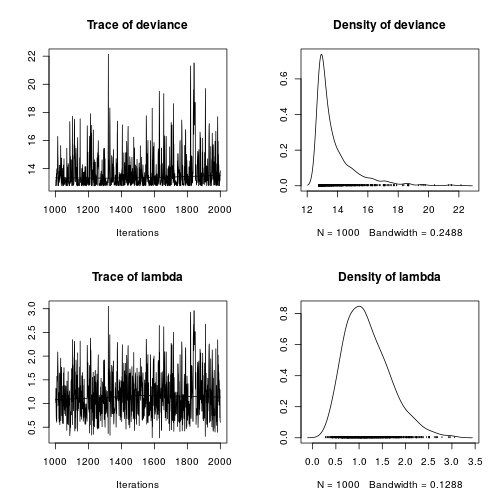 Trace of deviance
22
20
18
16
14
1000 1200 1400 1600 1800 2000
Iterations
Density of deviance
0.6
0.4
0.2
0.0
12 14 16 18 20 22
N = 1000 Bandwidth = 0.2488
Trace of lambda
3.0
2.5
2.0
1.5
1.0
0.5
1000 1200 1400 1600 1800 2000
Iterations
Density of lambda
0.8
0.6
0.4
0.2
0.0
0.0 0.5 1.0 1.5 2.0 2.5 3.0 3.5
N = 1000 Bandwidth = 0.1288